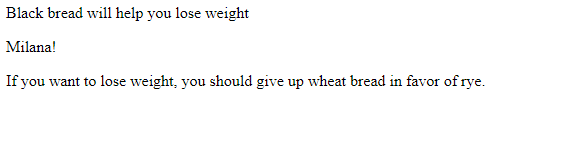 Black bread will help you lose weight
Milana!
If you want to lose weight, you should give up wheat bread in favor of rye.